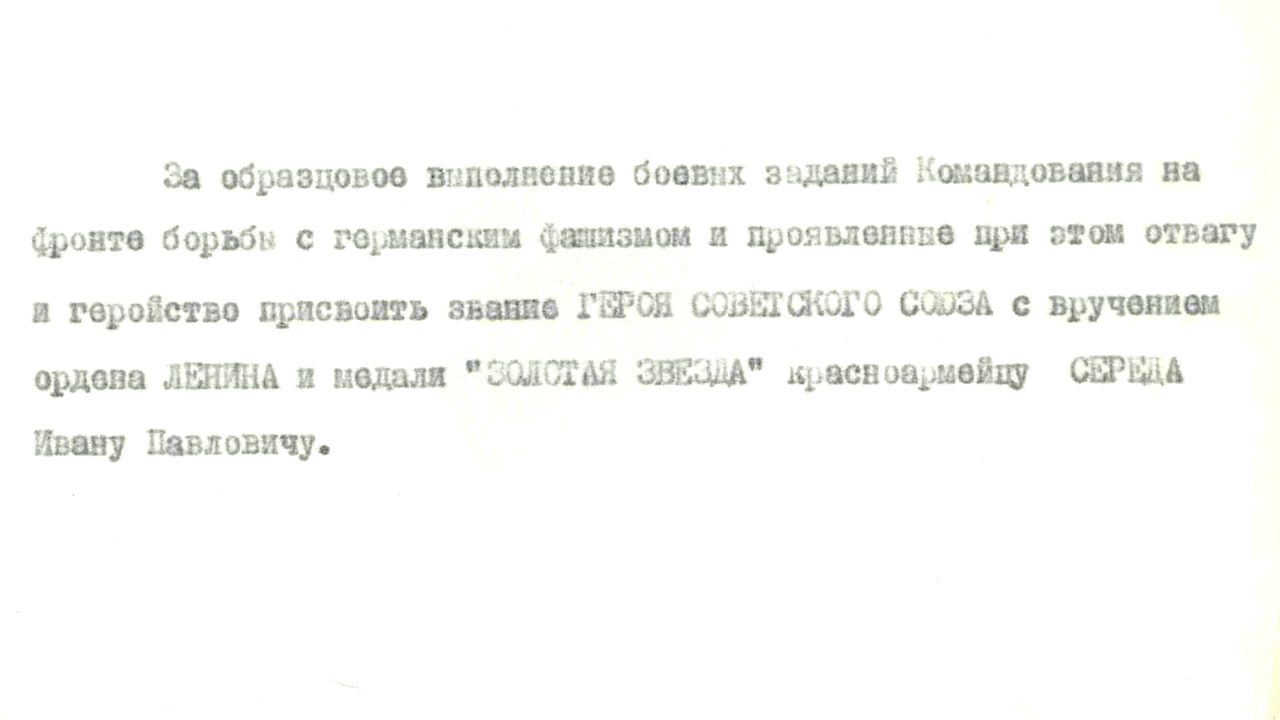 За образцовое выполнение боевых заданий Командования на
фронте борьбы с германским фашизмом и проявленные при этом отвагу
и геройство присвоить звание ГЕРОЯ СОВЕТСКОГО СОЮЗА с вручением
ордена ЛЕНИНА и медали "ЗОЛОТАЯ ЗВЕЗДА" красноармейцу СЕРЕДА
Ивану Павловичу.